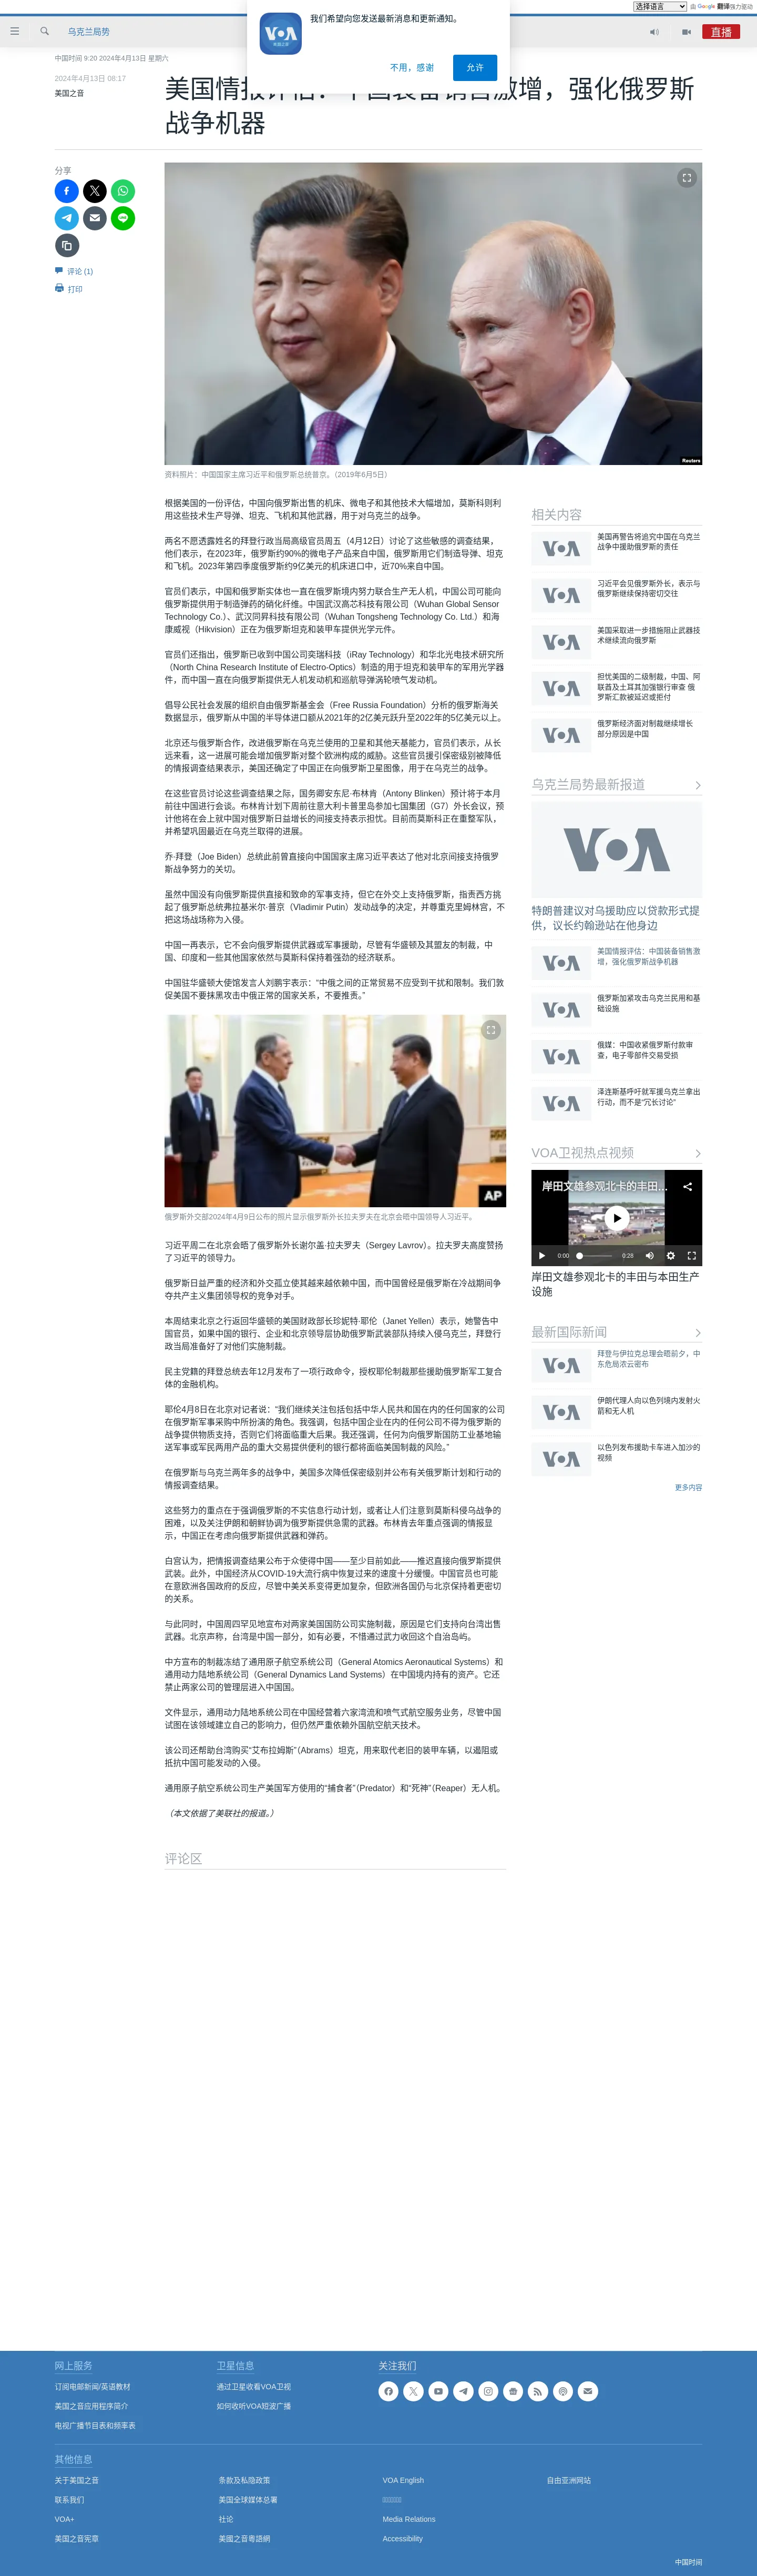 选择语言
由 Google 翻译强力驱动
我们希望向您发送最新消息和更新通知。
不用，感谢
允许
乌克兰局势
直播
中国时间 9:20 2024年4月13日 星期六
2024年4月13日 08:17
美国之音
战争机器
分享
评论 (1)
打印
Reuters
资料照片：中国国家主席习近平和俄罗斯总统普京。（2019年6月5日）
根据美国的一份评估，中国向俄罗斯出售的机床、微电子和其他技术大幅增加，莫斯科则利
用这些技术生产导弹、坦克、飞机和其他武器，用于对乌克兰的战争。
两名不愿透露姓名的拜登行政当局高级官员周五（4月12日）讨论了这些敏感的调查结果，
他们表示，在2023年，俄罗斯约90%的微电子产品来自中国，俄罗斯用它们制造导弹、坦克
和飞机。2023年第四季度俄罗斯约9亿美元的机床进口中，近70%来自中国。
官员们表示，中国和俄罗斯实体也一直在俄罗斯境内努力联合生产无人机，中国公司可能向
俄罗斯提供用于制造弹药的硝化纤维。中国武汉高芯科技有限公司（Wuhan Global Sensor
Technology Co.）、武汉同昇科技有限公司（Wuhan Tongsheng Technology Co. Ltd.）和海
康威视（Hikvision）正在为俄罗斯坦克和装甲车提供光学元件。
官员们还指出，俄罗斯已收到中国公司奕瑞科技（iRay Technology）和华北光电技术研究所
（North China Research Institute of Electro-Optics）制造的用于坦克和装甲车的军用光学器
件，而中国一直在向俄罗斯提供无人机发动机和巡航导弹涡轮喷气发动机。
倡导公民社会发展的组织自由俄罗斯基金会（Free Russia Foundation）分析的俄罗斯海关
数据显示，俄罗斯从中国的半导体进口额从2021年的2亿美元跃升至2022年的5亿美元以上。
北京还与俄罗斯合作，改进俄罗斯在乌克兰使用的卫星和其他天基能力，官员们表示，从长
远来看，这一进展可能会增加俄罗斯对整个欧洲构成的威胁。这些官员援引保密级别被降低
的情报调查结果表示，美国还确定了中国正在向俄罗斯卫星图像，用于在乌克兰的战争。
在这些官员讨论这些调查结果之际，国务卿安东尼·布林肯（Antony Blinken）预计将于本月
前往中国进行会谈。布林肯计划下周前往意大利卡普里岛参加七国集团（G7）外长会议，预
计他将在会上就中国对俄罗斯日益增长的间接支持表示担忧。目前而莫斯科正在重整军队，
并希望巩固最近在乌克兰取得的进展。
乔·拜登（Joe Biden）总统此前曾直接向中国国家主席习近平表达了他对北京间接支持俄罗
斯战争努力的关切。
虽然中国没有向俄罗斯提供直接和致命的军事支持，但它在外交上支持俄罗斯，指责西方挑
起了俄罗斯总统弗拉基米尔·普京（Vladimir Putin）发动战争的决定，并尊重克里姆林宫，不
把这场战场称为入侵。
中国一再表示，它不会向俄罗斯提供武器或军事援助，尽管有华盛顿及其盟友的制裁，中
国、印度和一些其他国家依然与莫斯科保持着强劲的经济联系。
中国驻华盛顿大使馆发言人刘鹏宇表示：“中俄之间的正常贸易不应受到干扰和限制。我们敦
促美国不要抹黑攻击中俄正常的国家关系，不要推责。”
AP
俄罗斯外交部2024年4月9日公布的照片显示俄罗斯外长拉夫罗夫在北京会晤中国领导人习近平。
习近平周二在北京会晤了俄罗斯外长谢尔盖·拉夫罗夫（Sergey Lavrov）。拉夫罗夫高度赞扬
了习近平的领导力。
俄罗斯日益严重的经济和外交孤立使其越来越依赖中国，而中国曾经是俄罗斯在冷战期间争
夺共产主义集团领导权的竞争对手。
本周结束北京之行返回华盛顿的美国财政部长珍妮特·耶伦（Janet Yellen）表示，她警告中
国官员，如果中国的银行、企业和北京领导层协助俄罗斯武装部队持续入侵乌克兰，拜登行
政当局准备好了对他们实施制裁。
民主党籍的拜登总统去年12月发布了一项行政命令，授权耶伦制裁那些援助俄罗斯军工复合
体的金融机构。
耶伦4月8日在北京对记者说：“我们继续关注包括包括中华人民共和国在内的任何国家的公司
在俄罗斯军事采购中所扮演的角色。我强调，包括中国企业在内的任何公司不得为俄罗斯的
战争提供物质支持，否则它们将面临重大后果。我还强调，任何为向俄罗斯国防工业基地输
送军事或军民两用产品的重大交易提供便利的银行都将面临美国制裁的风险。”
在俄罗斯与乌克兰两年多的战争中，美国多次降低保密级别并公布有关俄罗斯计划和行动的
情报调查结果。
这些努力的重点在于强调俄罗斯的不实信息行动计划，或者让人们注意到莫斯科侵乌战争的
困难，以及关注伊朗和朝鲜协调为俄罗斯提供急需的武器。布林肯去年重点强调的情报显
示，中国正在考虑向俄罗斯提供武器和弹药。
白宫认为，把情报调查结果公布于众使得中国——至少目前如此——推迟直接向俄罗斯提供
武装。此外，中国经济从COVID-19大流行病中恢复过来的速度十分缓慢。中国官员也可能
在意欧洲各国政府的反应，尽管中美关系变得更加复杂，但欧洲各国仍与北京保持着更密切
的关系。
与此同时，中国周四罕见地宣布对两家美国国防公司实施制裁，原因是它们支持向台湾出售
武器。北京声称，台湾是中国一部分，如有必要，不惜通过武力收回这个自治岛屿。
中方宣布的制裁冻结了通用原子航空系统公司（General Atomics Aeronautical Systems）和
通用动力陆地系统公司（General Dynamics Land Systems）在中国境内持有的资产。它还
禁止两家公司的管理层进入中国国。
文件显示，通用动力陆地系统公司在中国经营着六家湾流和喷气式航空服务业务，尽管中国
试图在该领域建立自己的影响力，但仍然严重依赖外国航空航天技术。
该公司还帮助台湾购买“艾布拉姆斯”（Abrams）坦克，用来取代老旧的装甲车辆，以遏阻或
抵抗中国可能发动的入侵。
通用原子航空系统公司生产美国军方使用的“捕食者”（Predator）和“死神”（Reaper）无人机。
（本文依据了美联社的报道。）
评论区
相关内容
VOA
美国再警告将追究中国在乌克兰
战争中援助俄罗斯的责任
VOA
习近平会见俄罗斯外长，表示与
俄罗斯继续保持密切交往
VOA
美国采取进一步措施阻止武器技
术继续流向俄罗斯
VOA
担忧美国的二级制裁，中国、阿
联酋及土耳其加强银行审查 俄
罗斯汇款被延迟或拒付
VOA
俄罗斯经济面对制裁继续增长
部分原因是中国
乌克兰局势最新报道
VOA
特朗普建议对乌援助应以贷款形式提
供，议长约翰逊站在他身边
VOA
美国情报评估：中国装备销售激
增，强化俄罗斯战争机器
VOA
俄罗斯加紧攻击乌克兰民用和基
础设施
VOA
俄媒：中国收紧俄罗斯付款审
查，电子零部件交易受损
VOA
泽连斯基呼吁就军援乌克兰拿出
行动，而不是“冗长讨论”
VOA卫视热点视频
岸田文雄参观北卡的丰田...
0:00
0:28
岸田文雄参观北卡的丰田与本田生产
设施
最新国际新闻
VOA
拜登与伊拉克总理会晤前夕，中
东危局浓云密布
VOA
伊朗代理人向以色列境内发射火
箭和无人机
VOA
以色列发布援助卡车进入加沙的
视频
更多内容
网上服务
订阅电邮新闻/英语教材
美国之音应用程序简介
电视广播节目表和频率表
卫星信息
通过卫星收看VOA卫视
如何收听VOA短波广播
关注我们
其他信息
关于美国之音
联系我们
VOA+
美国之音宪章
条款及私隐政策
美国全球媒体总署
社论
美國之音粵語網
VOA English
Media Relations
Accessibility
自由亚洲网站
中国时间